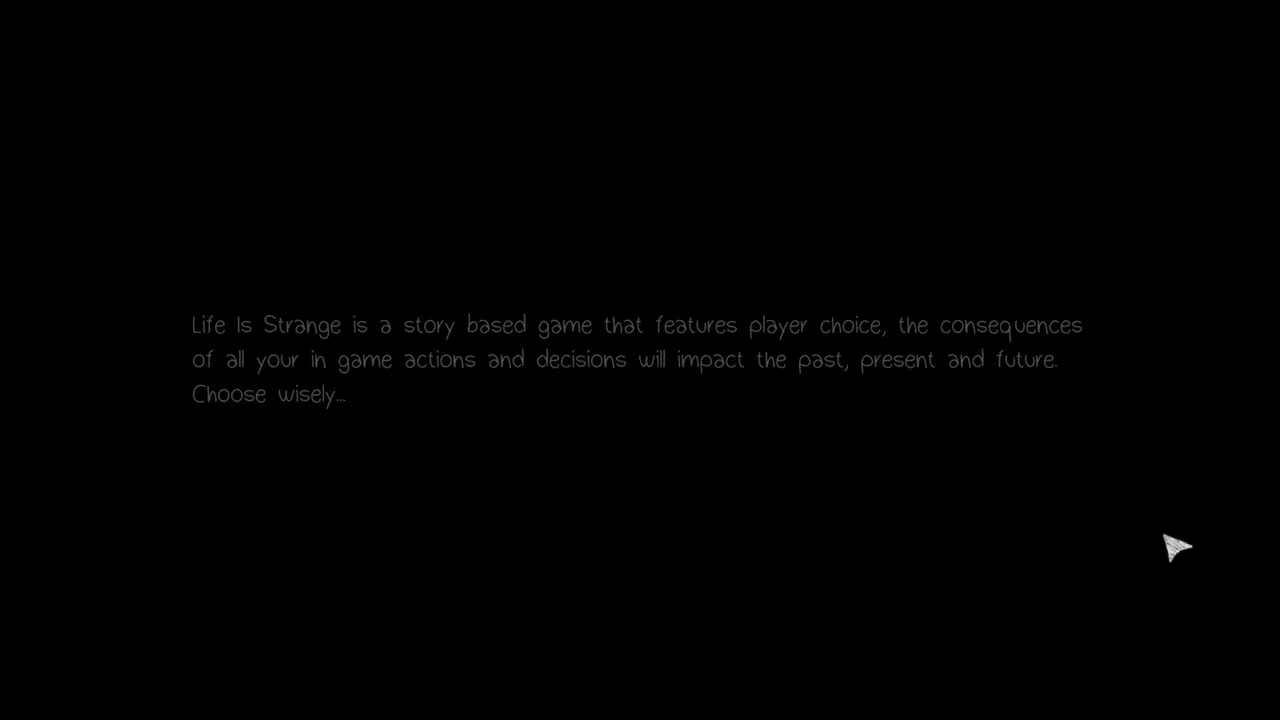 Life Is Strange is a story based game that features player choice, the consequences
of all your in game actions and decisions will impact the past, present and future.
Choose wisely...